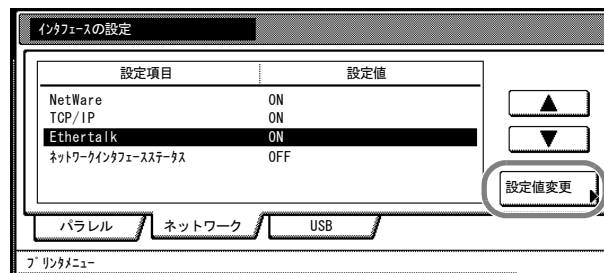 ｲﾝﾀﾌｪｰｽの設定
設定項目 設定値
NetWare ON
TCP/IP ON
Ethertalk ON
ﾈｯﾄﾜｰｸｲﾝﾀﾌｪｰｽｽﾃｰﾀｽ OFF
▲
▼
設定値変更
パラレル ネットワーク USB
ﾌﾟﾘﾝﾀﾒﾆｭｰ